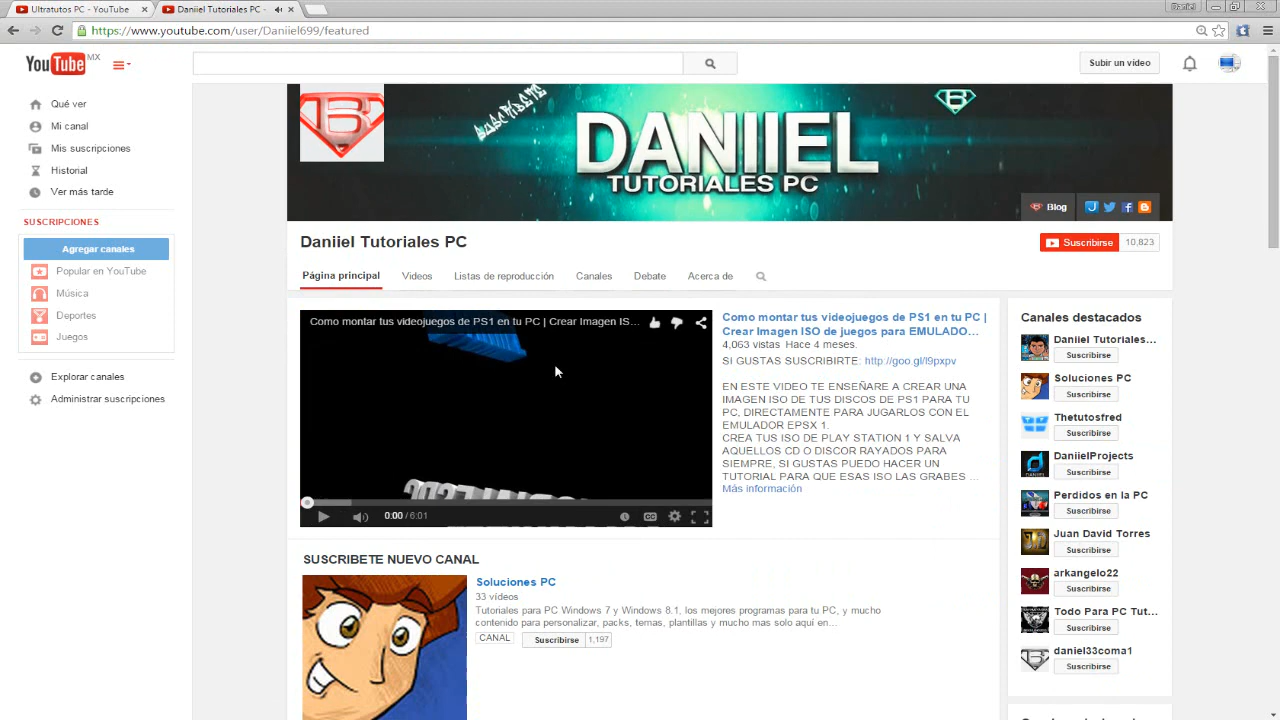 Ultratutos PC - YouTube
Daniiel Tutoriales PC -
https://www.youtube.com/user/Daniiel699/featured
YouTube MX
Subir un vídeo
Qué ver
Mi canal
Mis suscripciones
Historial
Ver más tarde
SUSCRIPCIONES
Agregar canales
Popular en YouTube
Música
Deportes
Juegos
Explorar canales
Administrar suscripciones
SUSCRIBETE
DANIIEL
TUTORIALES PC
Blog
Daniiel Tutoriales PC
Suscribirse 10,823
Página principal Videos Listas de reproducción Canales Debate Acerca de
Como montar tus videojuegos de PS1 en tu PC | Crear Imagen IS...
0:00 / 6:01
Como montar tus videojuegos de PS1 en tu PC |
Crear Imagen ISO de juegos para EMULADO...
4,063 vistas Hace 4 meses.
SI GUSTAS SUSCRIBIRTE: http://goo.gl/l9pxpv
EN ESTE VIDEO TE ENSEÑARE A CREAR UNA
IMAGEN ISO DE TUS DISCOS DE PS1 PARA TU
PC, DIRECTAMENTE PARA JUGARLOS CON EL
EMULADOR EPSX 1.
CREA TUS ISO DE PLAY STATION 1 Y SALVA
AQUELLOS CD O DISCOR RAYADOS PARA
SIEMPRE, SI GUSTAS PUEDO HACER UN
TUTORIAL PARA QUE ESAS ISO LAS GRABES ...
Más información
SUSCRIBETE NUEVO CANAL
Soluciones PC
33 vídeos
Tutoriales para PC Windows 7 y Windows 8.1, los mejores programas para tu PC, y mucho
contenido para personalizar, packs, temas, plantillas y mucho mas solo aquí en...
CANAL Suscribirse 1,197
Canales destacados
Daniiel Tutoriales...
Suscribirse
Soluciones PC
Suscribirse
Thetutosfred
Suscribirse
DaniielProjects
Suscribirse
Perdidos en la PC
Suscribirse
Juan David Torres
Suscribirse
arkangelo22
Suscribirse
Todo Para PC Tut...
Suscribirse
daniel33coma1
Suscribirse